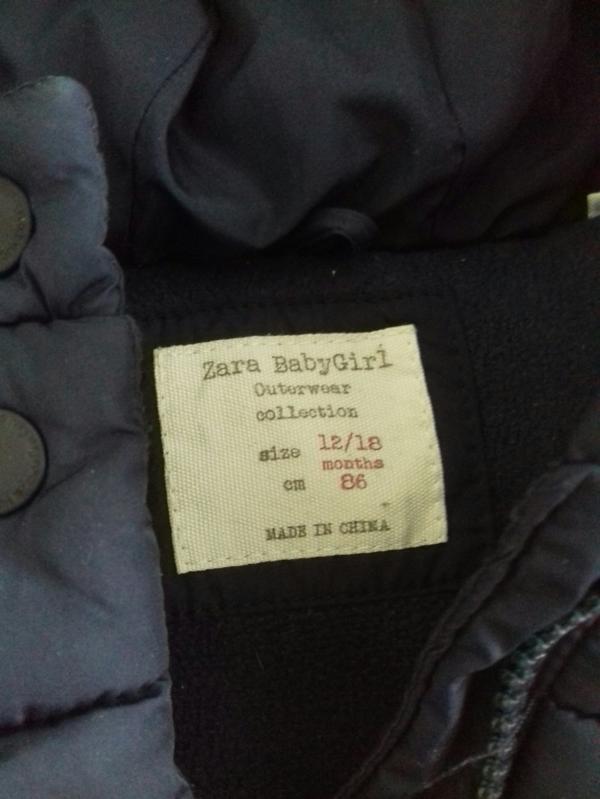 Zara BabyGirl
Outerwear
collection
size 12/18
months
cm 86
MADE IN CHINA